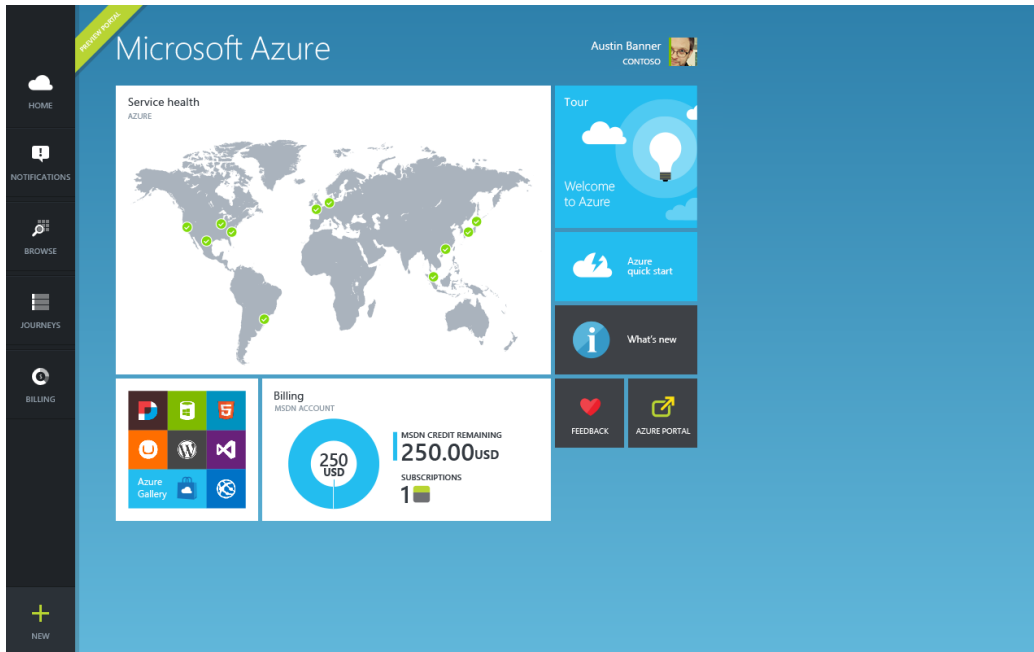 PREVIEW PORTAL
Microsoft Azure
Austin Banner
CONTOSO
HOME
NOTIFICATIONS
BROWSE
JOURNEYS
BILLING
NEW
Service health
AZURE
Tour
Welcome
to Azure
Azure
quick start
What's new
FEEDBACK
AZURE PORTAL
Azure
Gallery
Billing
MSDN ACCOUNT
250
USD
MSDN CREDIT REMAINING
250.00USD
SUBSCRIPTIONS
1